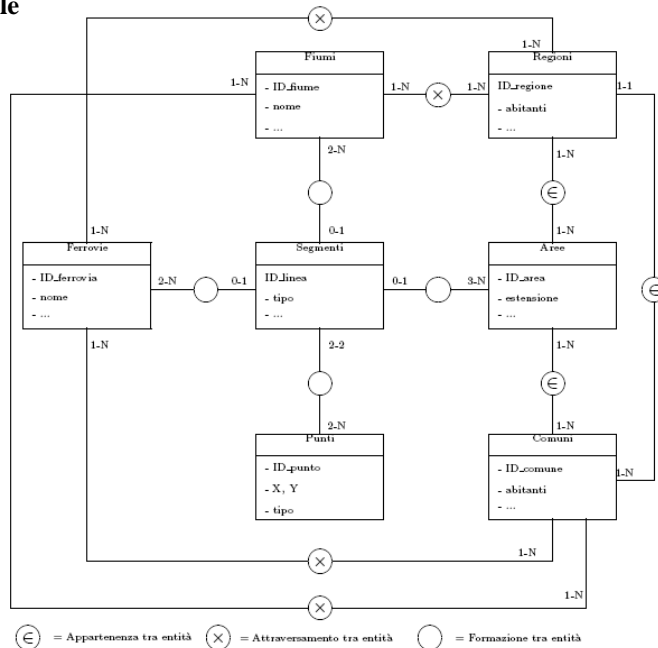 le
1-N
Fiumi
- ID_fiume
- nome
- ...
Regioni
ID_regione
- abitanti
- ...
1-N
1-N
1-N
1-1
2-N
1-N
0-1
1-N
1-N
Ferrovie
- ID_ferrovia
- nome
- ...
Segmenti
ID_linea
- tipo
- ...
Aree
- ID_area
- estensione
- ...
2-N
0-1
0-1
3-N
∈
1-N
2-2
1-N
2-N
1-N
Punti
- ID_punto
- X, Y
- tipo
Comuni
- ID_comune
- abitanti
- ...
1-N
1-N
1-N
∈ = Appartenenza tra entità
× = Attraversamento tra entità
= Formazione tra entità